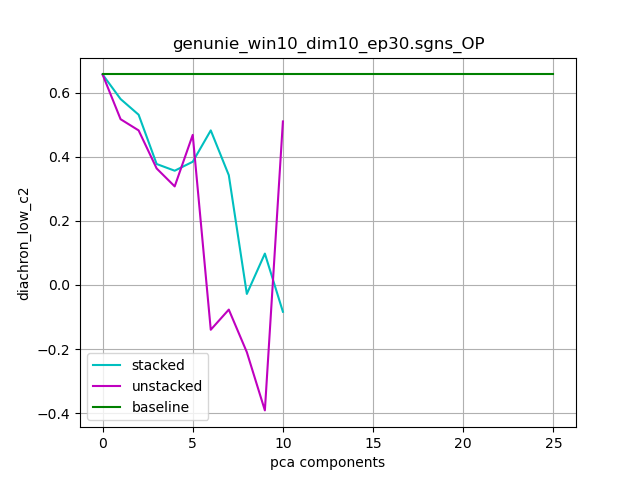 genunie_win10_dim10_ep30.sgns_OP
diachron_low_c2
0.6
0.4
0.2
0.0
−0.2
−0.4
stacked
unstacked
baseline
0 5 10 15 20 25
pca components